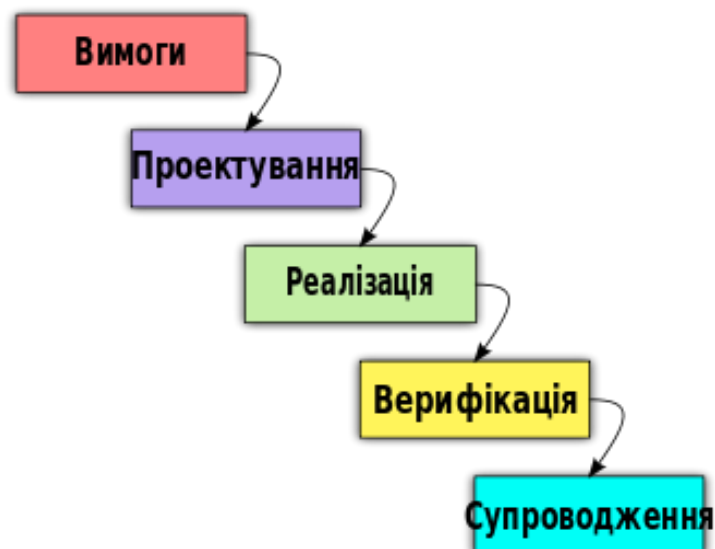 Вимоги
Проектування
Реалізація
Верифікація
Супроводження